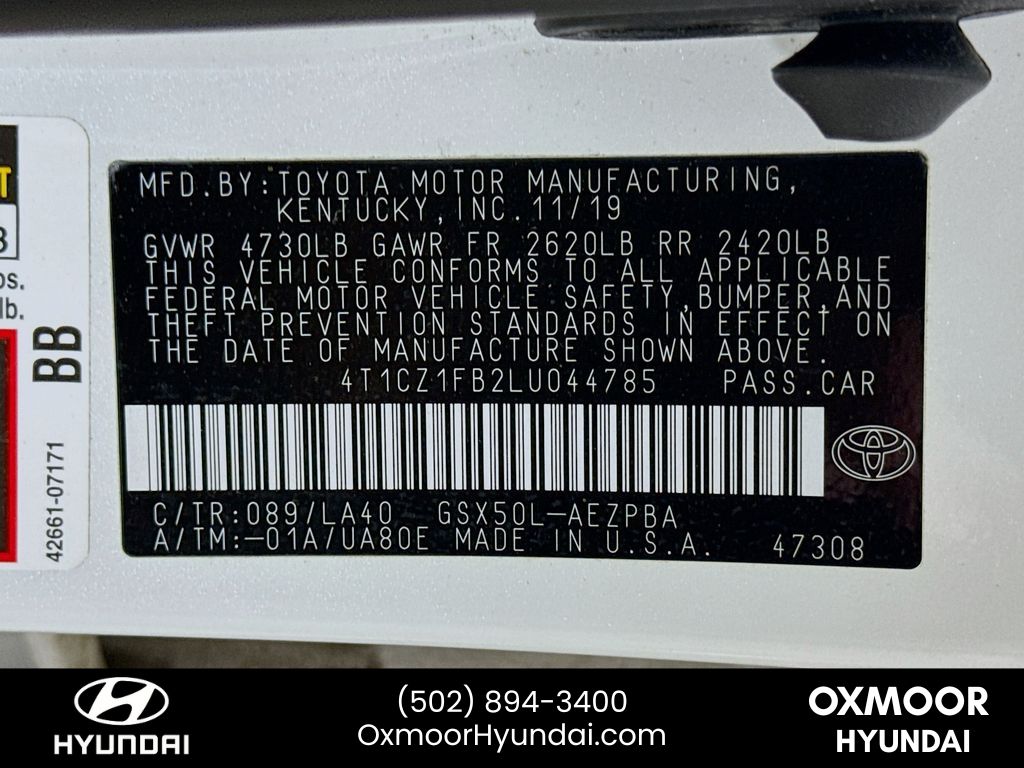 T
3
os.
lb.
BB
42661-07171
MFD.BY:TOYOTA MOTOR MANUFACTURING,
KENTUCKY,INC.11/19
GVWR 4730LB GAWR FR 2620LB RR 2420LB
THIS VEHICLE CONFORMS TO ALL APPLICABLE
FEDERAL MOTOR VEHICLE SAFETY,BUMPER,AND
THEFT PREVENTION STANDARDS IN EFFECT ON
THE DATE OF MANUFACTURE SHOWN ABOVE.
4T1CZ1FB2LU044785 PASS.CAR
C/TR:089/LA40 GSX50L-AEZPBA
A/TM:-01A/UA80E MADE IN U.S.A. 47308
HYUNDAI
(502) 894-3400
OxmoorHyundai.com
OXMOOR
HYUNDAI